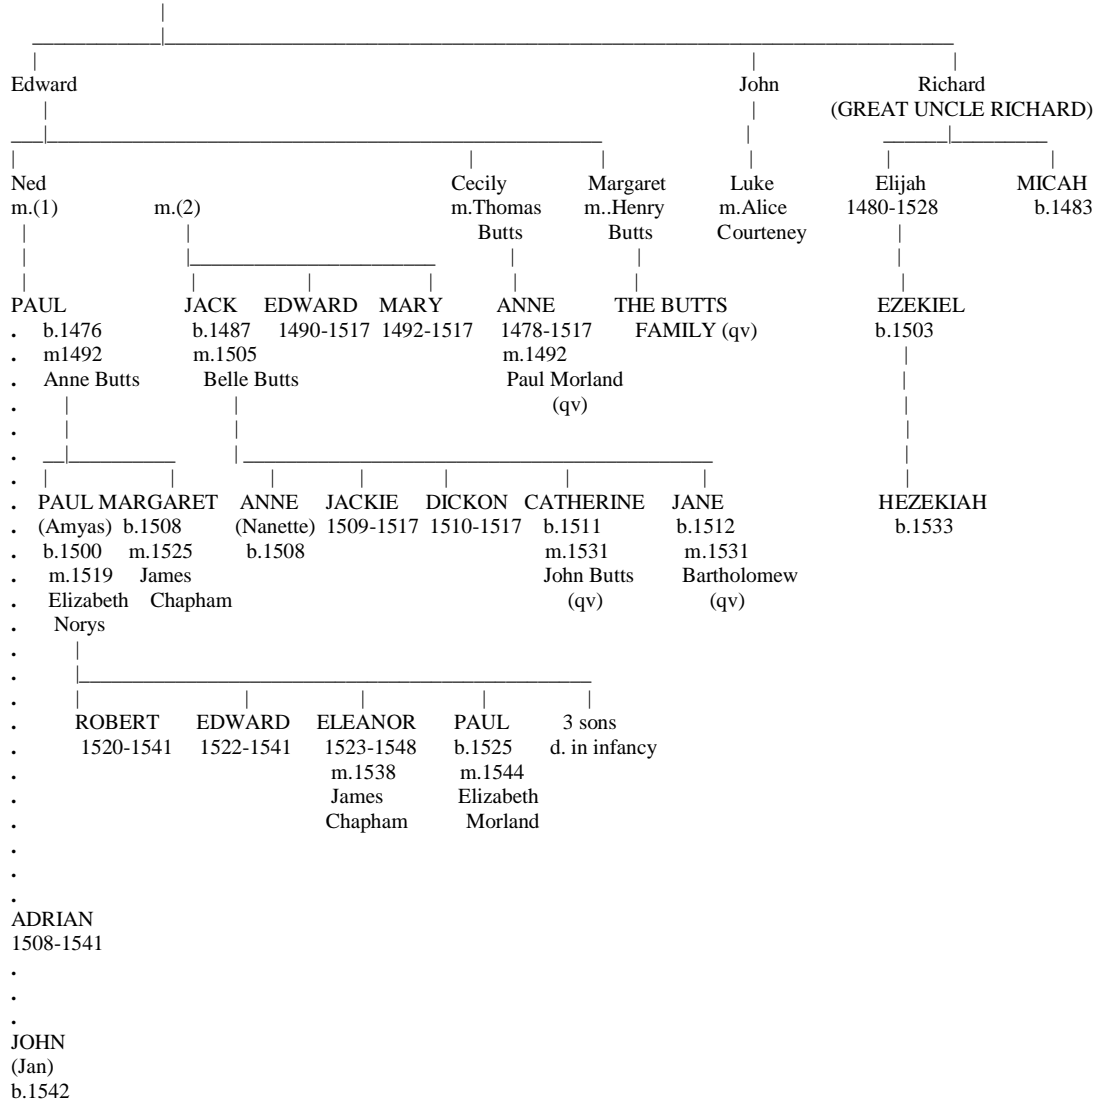 Edward John Richard
(GREAT UNCLE RICHARD)
Ned Cecily Margaret Luke Elijah MICAH
m.(1) m.(2) m.Thomas m..Henry m.Alice 1480-1528 b.1483
Butts Butts Courteney
PAUL JACK EDWARD MARY ANNE THE BUTTS EZEKIEL
. b.1476 b.1487 1490-1517 1492-1517 1478-1517 FAMILY (qv) b.1503
. m1492 m.1505 m.1492
. Anne Butts Belle Butts Paul Morland
. (qv)
.
.
.
. PAUL MARGARET ANNE JACKIE DICKON CATHERINE JANE HEZEKIAH
. (Amyas) b.1508 (Nanette) 1509-1517 1510-1517 b.1511 b.1512 b.1533
. b.1500 m.1525 b.1508 m.1531 m.1531
. m.1519 James John Butts Bartholomew
. Elizabeth Chapham (qv) (qv)
. Norys
.
.
.
. ROBERT EDWARD ELEANOR PAUL 3 sons
. 1520-1541 1522-1541 1523-1548 b.1525 d. in infancy
. m.1538 m.1544
. James Elizabeth
. Chapham Morland
.
.
.
ADRIAN
1508-1541
.
.
.
JOHN
(Jan)
b.1542